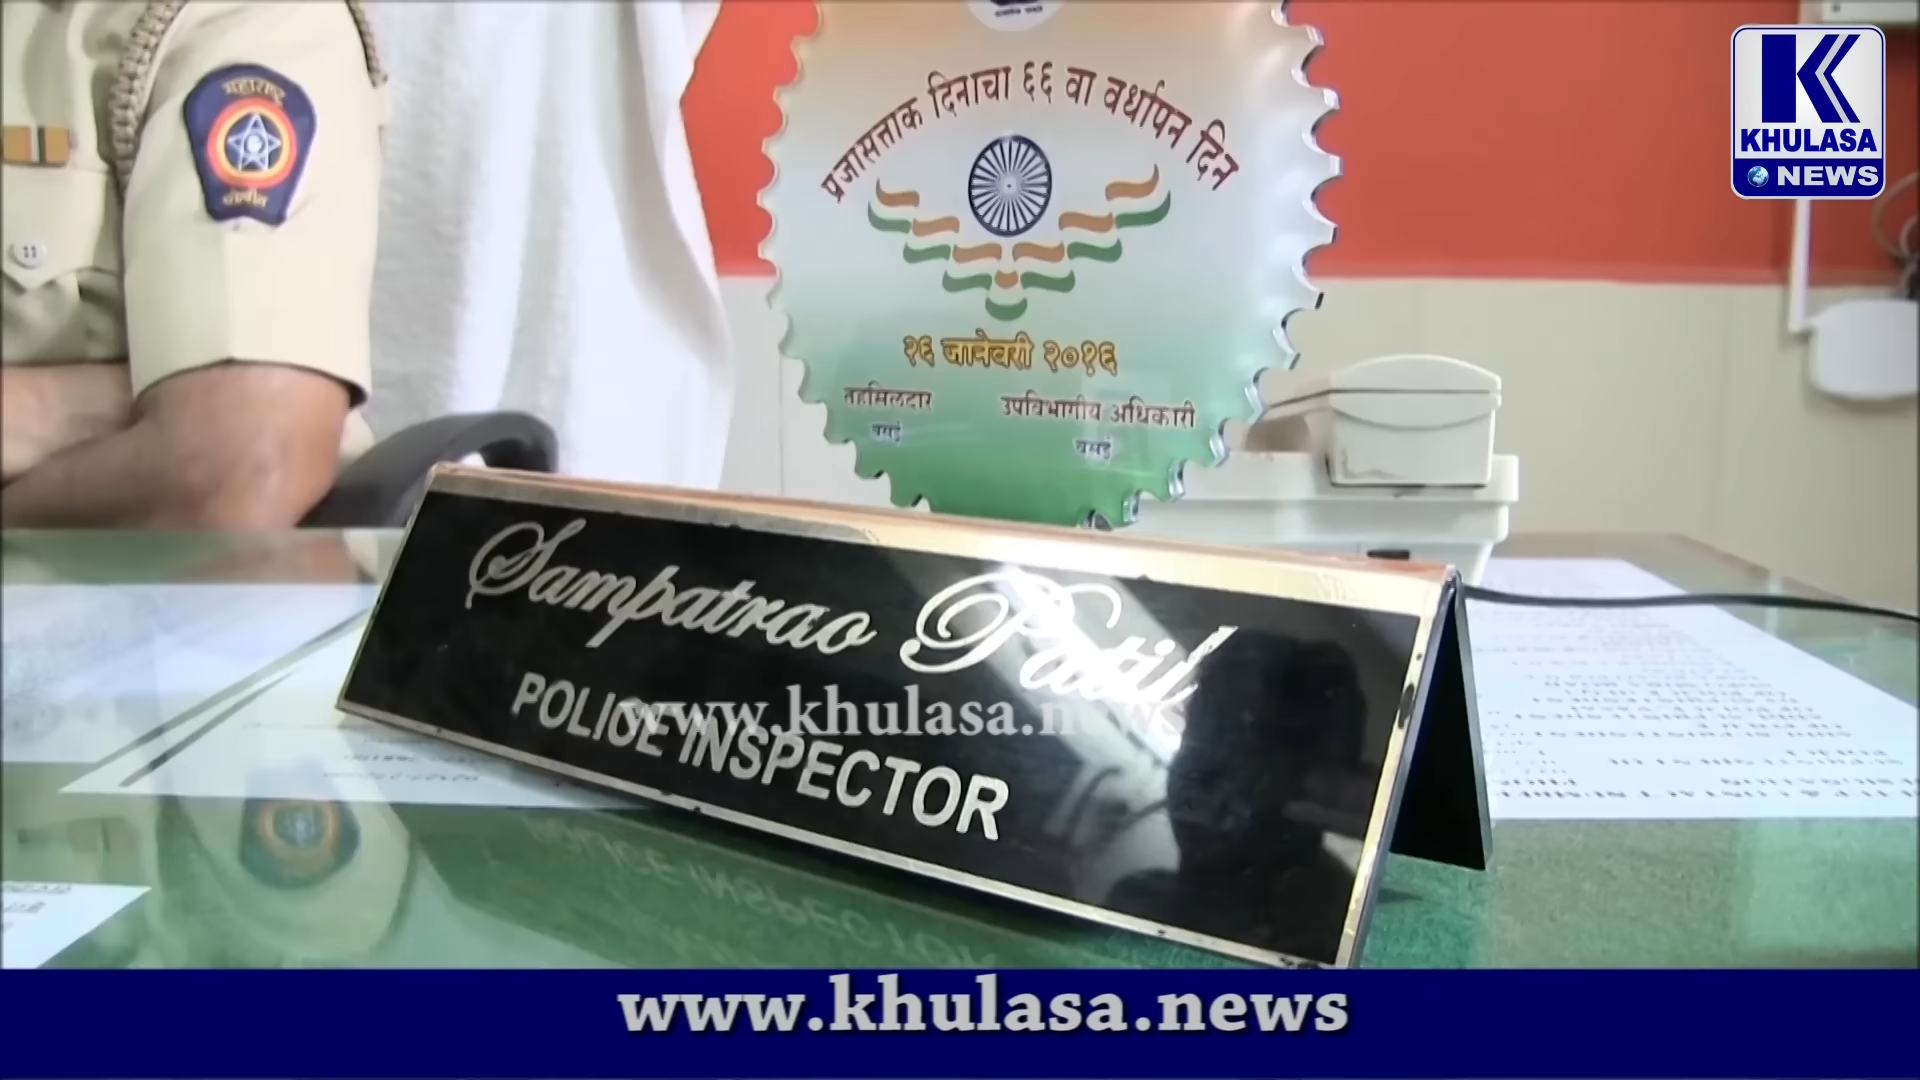 महाराष्ट्र
पोलीस
KHULASA
NEWS
प्रजासत्ताक दिनाचा ६६ वा वर्धापन दिन
२६ जानेवारी २०१६
तहसिलदार
वसई
उपविभागीय अधिकारी
वसई
Sampatrao Patil
POLICE INSPECTOR
www.khulasa.news
www.khulasa.news